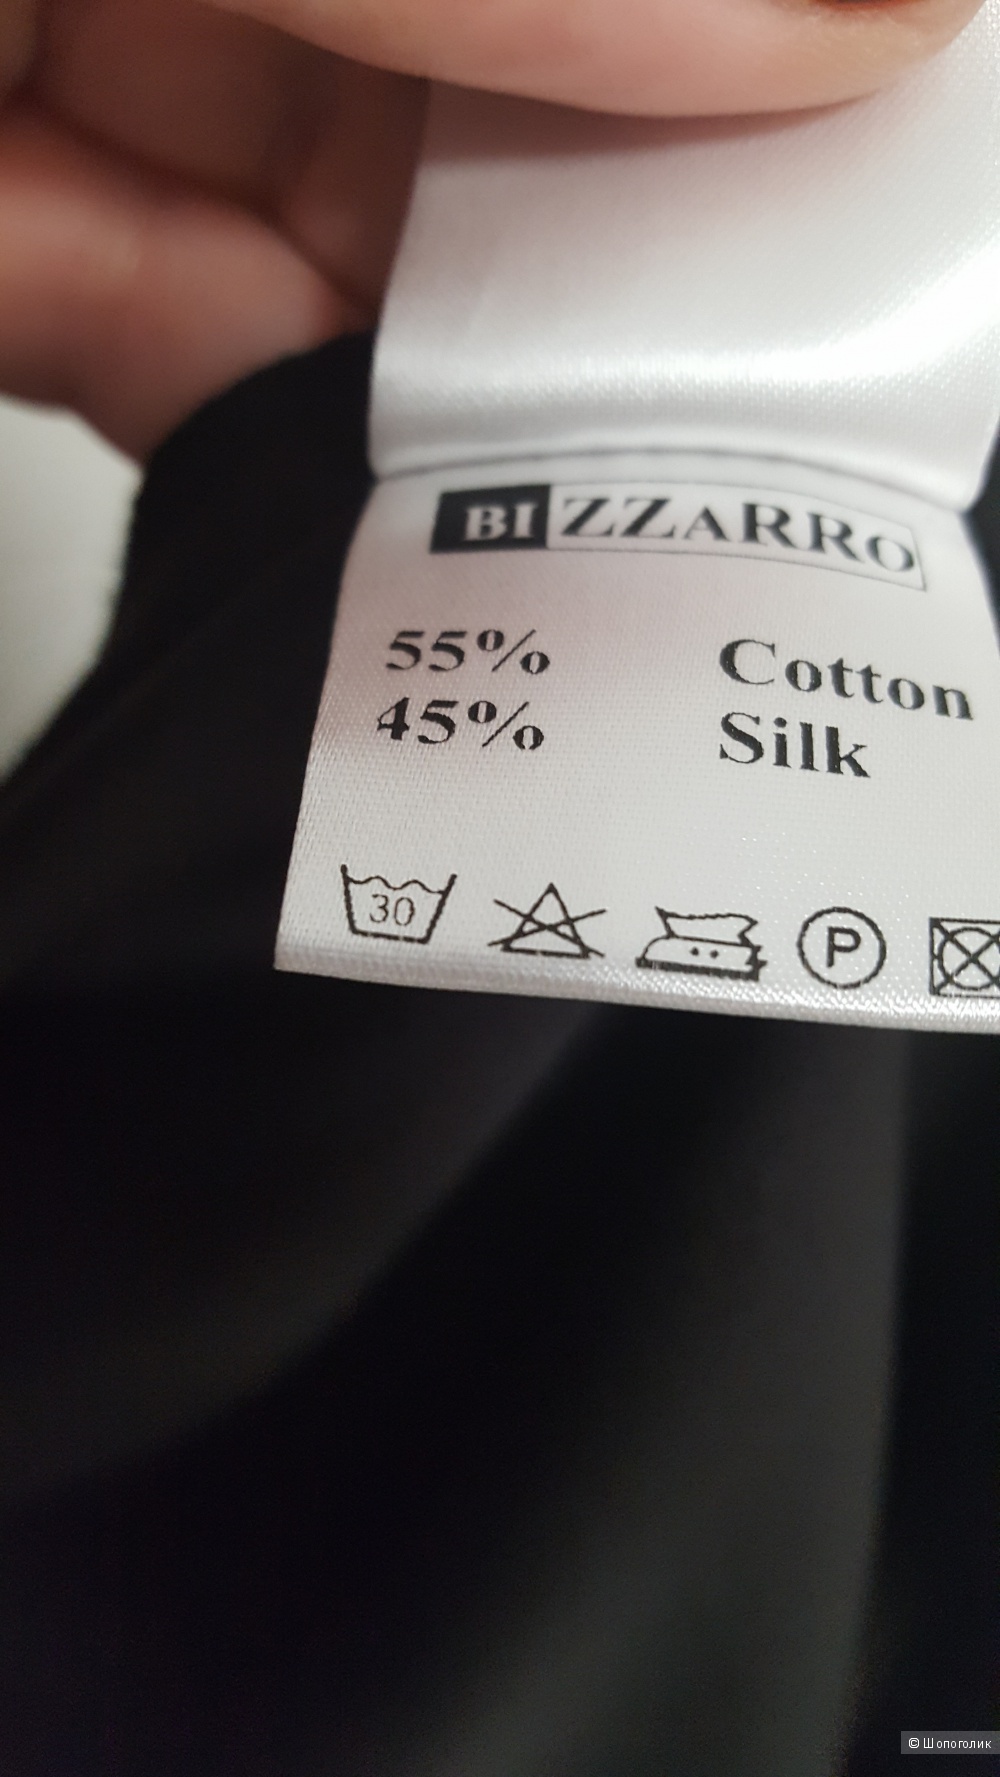 BIZZARRO
55% Cotton
45% Silk
30 P
© Шопоголик